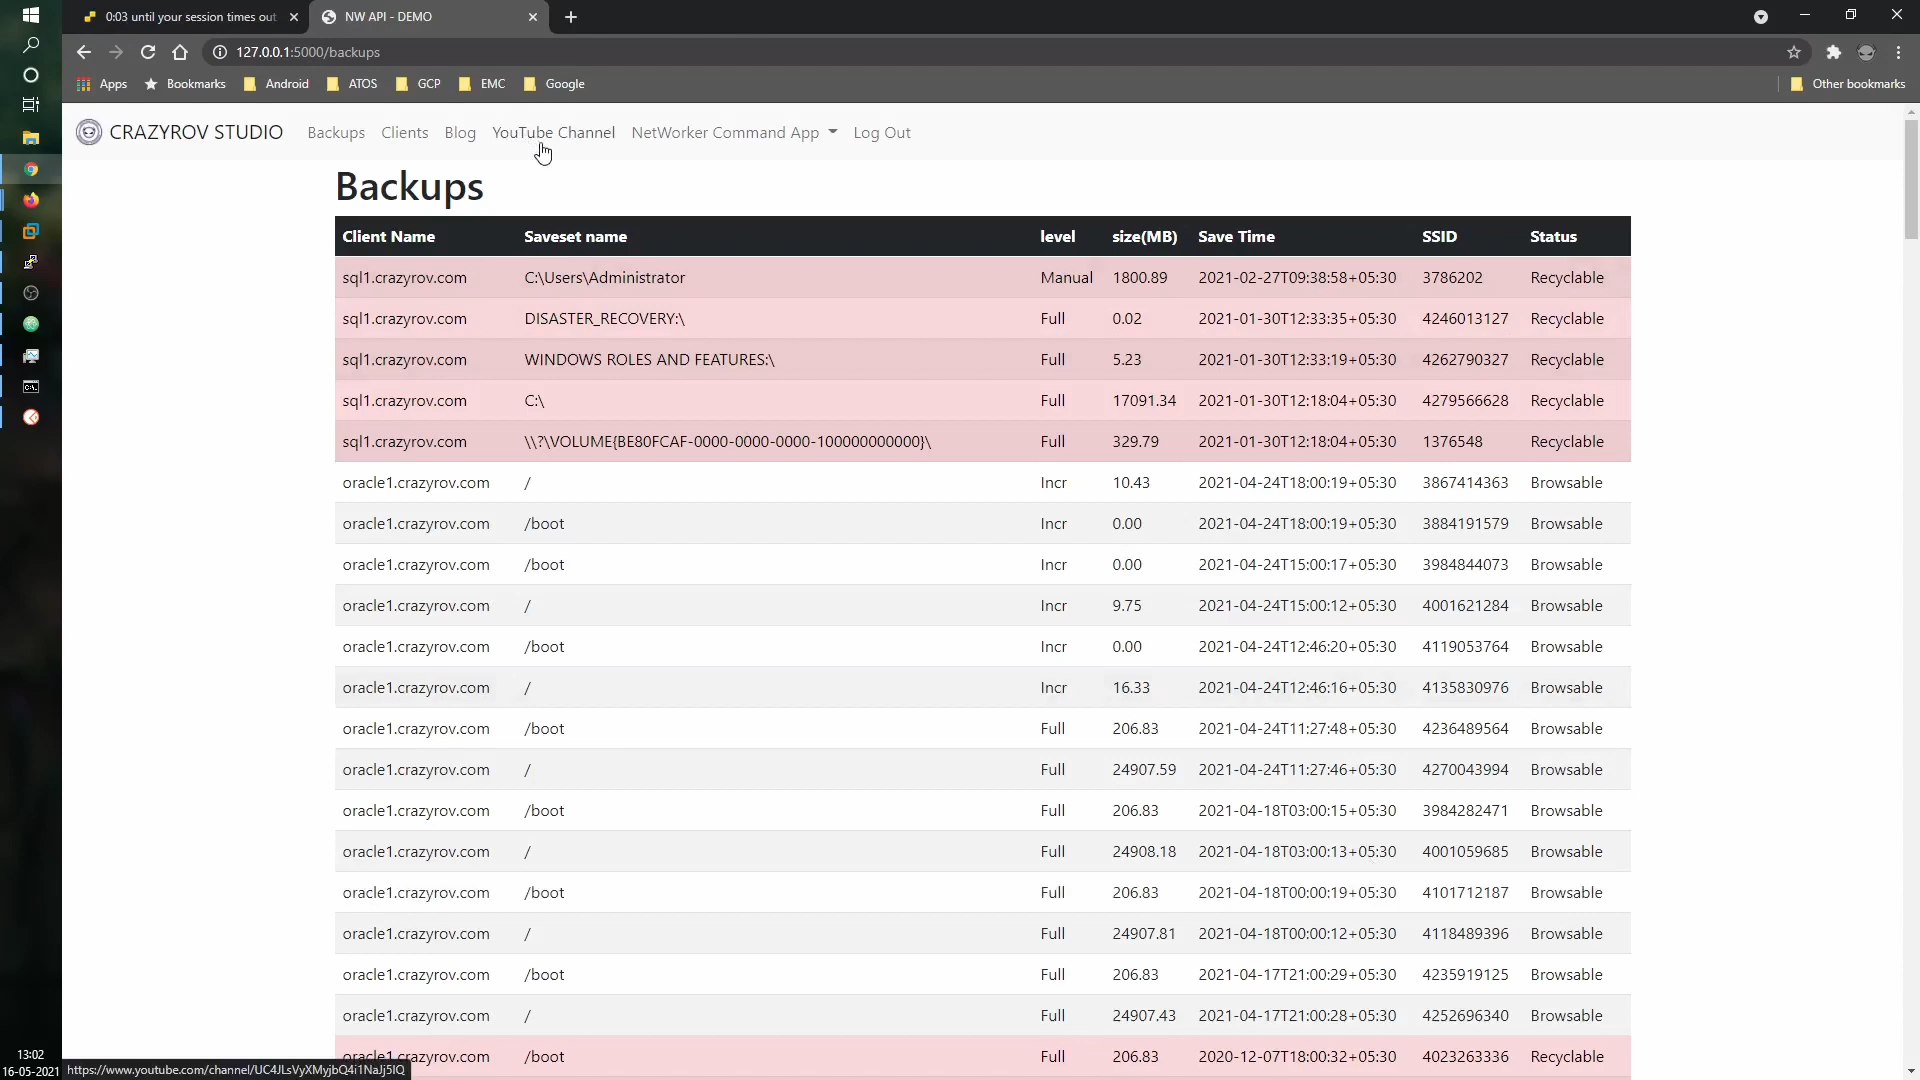 0:03 until your session times out
NW API - DEMO
127.0.0.1:5000/backups
Apps Bookmarks Android ATOS GCP EMC Google Other bookmarks
CRAZYROV STUDIO Backups Clients Blog YouTube Channel NetWorker Command App Log Out
Backups
Client Name Saveset name level size(MB) Save Time SSID Status
sql1.crazyrov.com C:\Users\Administrator Manual 1800.89 2021-02-27T09:38:58+05:30 3786202 Recyclable
sql1.crazyrov.com DISASTER_RECOVERY:\ Full 0.02 2021-01-30T12:33:35+05:30 4246013127 Recyclable
sql1.crazyrov.com WINDOWS ROLES AND FEATURES:\ Full 5.23 2021-01-30T12:33:19+05:30 4262790327 Recyclable
sql1.crazyrov.com C:\ Full 17091.34 2021-01-30T12:18:04+05:30 4279566628 Recyclable
sql1.crazyrov.com \\?\VOLUME{BE80FCAF-0000-0000-0000-100000000000}\ Full 329.79 2021-01-30T12:18:04+05:30 1376548 Recyclable
oracle1.crazyrov.com / Incr 10.43 2021-04-24T18:00:19+05:30 3867414363 Browsable
oracle1.crazyrov.com /boot Incr 0.00 2021-04-24T18:00:19+05:30 3884191579 Browsable
oracle1.crazyrov.com /boot Incr 0.00 2021-04-24T15:00:17+05:30 3984844073 Browsable
oracle1.crazyrov.com / Incr 9.75 2021-04-24T15:00:12+05:30 4001621284 Browsable
oracle1.crazyrov.com /boot Incr 0.00 2021-04-24T12:46:20+05:30 4119053764 Browsable
oracle1.crazyrov.com / Incr 16.33 2021-04-24T12:46:16+05:30 4135830976 Browsable
oracle1.crazyrov.com /boot Full 206.83 2021-04-24T11:27:48+05:30 4236489564 Browsable
oracle1.crazyrov.com / Full 24907.59 2021-04-24T11:27:46+05:30 4270043994 Browsable
oracle1.crazyrov.com /boot Full 206.83 2021-04-18T03:00:15+05:30 3984282471 Browsable
oracle1.crazyrov.com / Full 24908.18 2021-04-18T03:00:13+05:30 4001059685 Browsable
oracle1.crazyrov.com /boot Full 206.83 2021-04-18T00:00:19+05:30 4101712187 Browsable
oracle1.crazyrov.com / Full 24907.81 2021-04-18T00:00:12+05:30 4118489396 Browsable
oracle1.crazyrov.com /boot Full 206.83 2021-04-17T21:00:29+05:30 4235919125 Browsable
oracle1.crazyrov.com / Full 24907.43 2021-04-17T21:00:28+05:30 4252696340 Browsable
oracle1.crazyrov.com /boot Full 206.83 2020-12-07T18:00:32+05:30 4023263336 Recyclable
13:02
16-05-2021
https://www.youtube.com/channel/UC4JLsVyXMyjbQ4i1NaJj5IQ